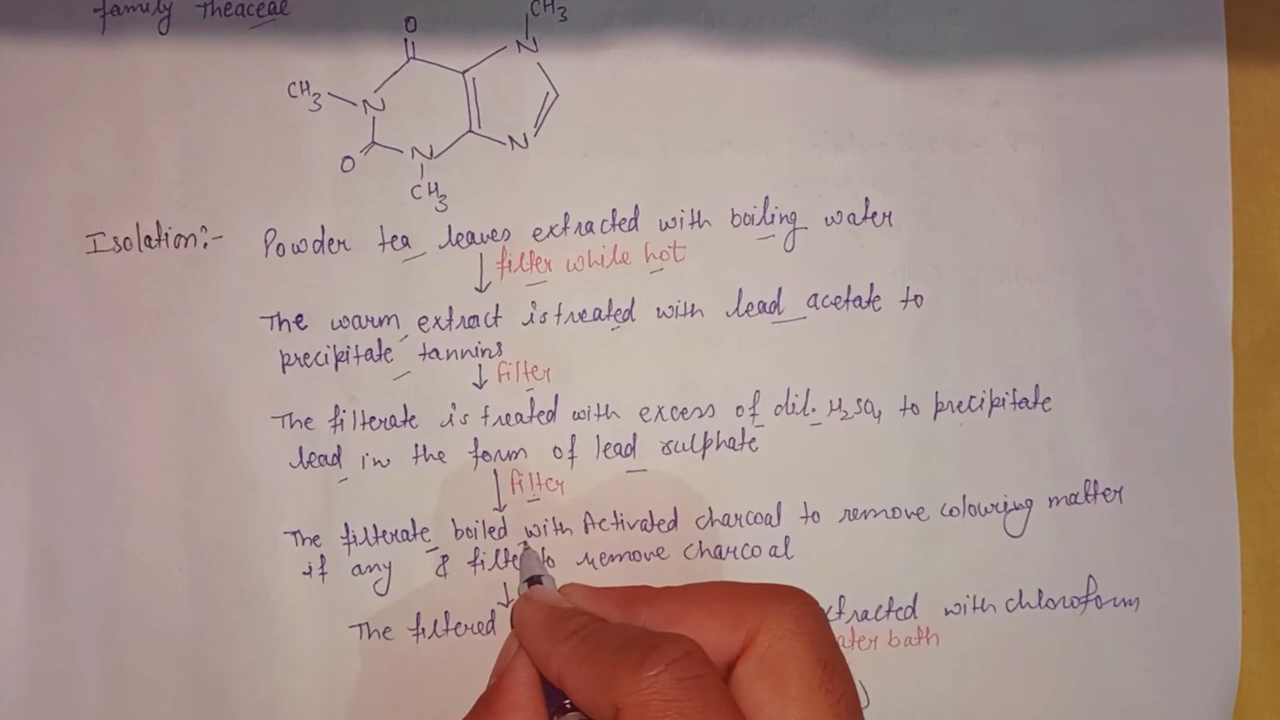 family Theaceae
CH3
O
N
CH3
N
O
N
N
CH3
Isolation:- Powder tea leaves extracted with boiling water
filter while hot
The warm extract is treated with lead acetate to
precipitate tannins
filter
The filterate is treated with excess of dil. H2SO4 to precipitate
lead in the form of lead sulphate
filter
The filterate boiled with Activated charcoal to remove colouring matter
if any & filter to remove charcoal
The filtered extracted with chloroform
water bath